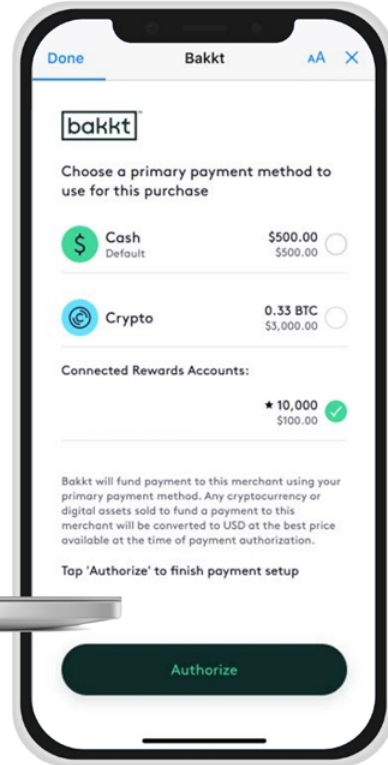 Done Bakkt AA ✕
bakkt™
Choose a primary payment method to
use for this purchase
$ Cash $500.00
Default $500.00
Crypto 0.33 BTC
$3,000.00
Connected Rewards Accounts:
★ 10,000
$100.00
Bakkt will fund payment to this merchant using your
primary payment method. Any cryptocurrency or
digital assets sold to fund a payment to this
merchant will be converted to USD at the best price
available at the time of payment authorization.
Tap 'Authorize' to finish payment setup
Authorize